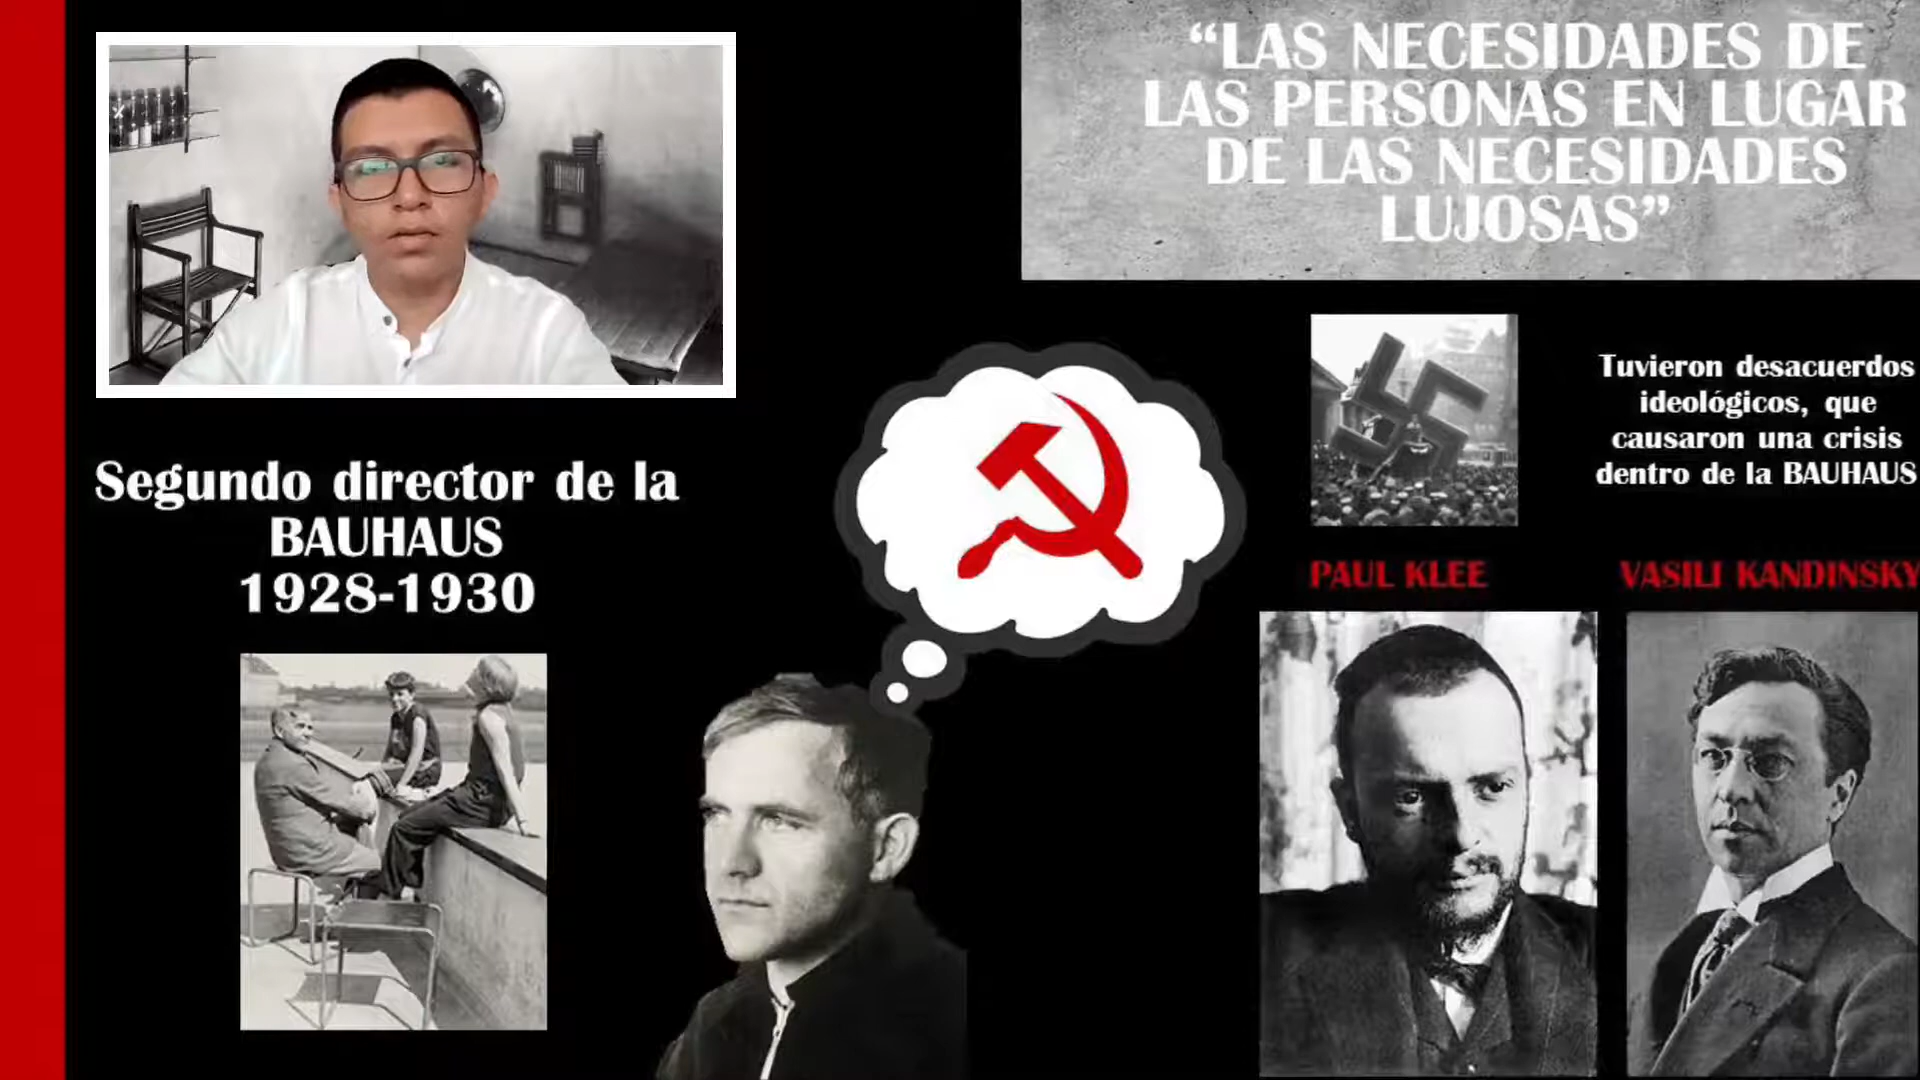 “LAS NECESIDADES DE
LAS PERSONAS EN LUGAR
DE LAS NECESIDADES
LUJOSAS”
Segundo director de la
BAUHAUS
1928-1930
Tuvieron desacuerdos
ideológicos, que
causaron una crisis
dentro de la BAUHAUS
PAUL KLEE
VASILI KANDINSKY